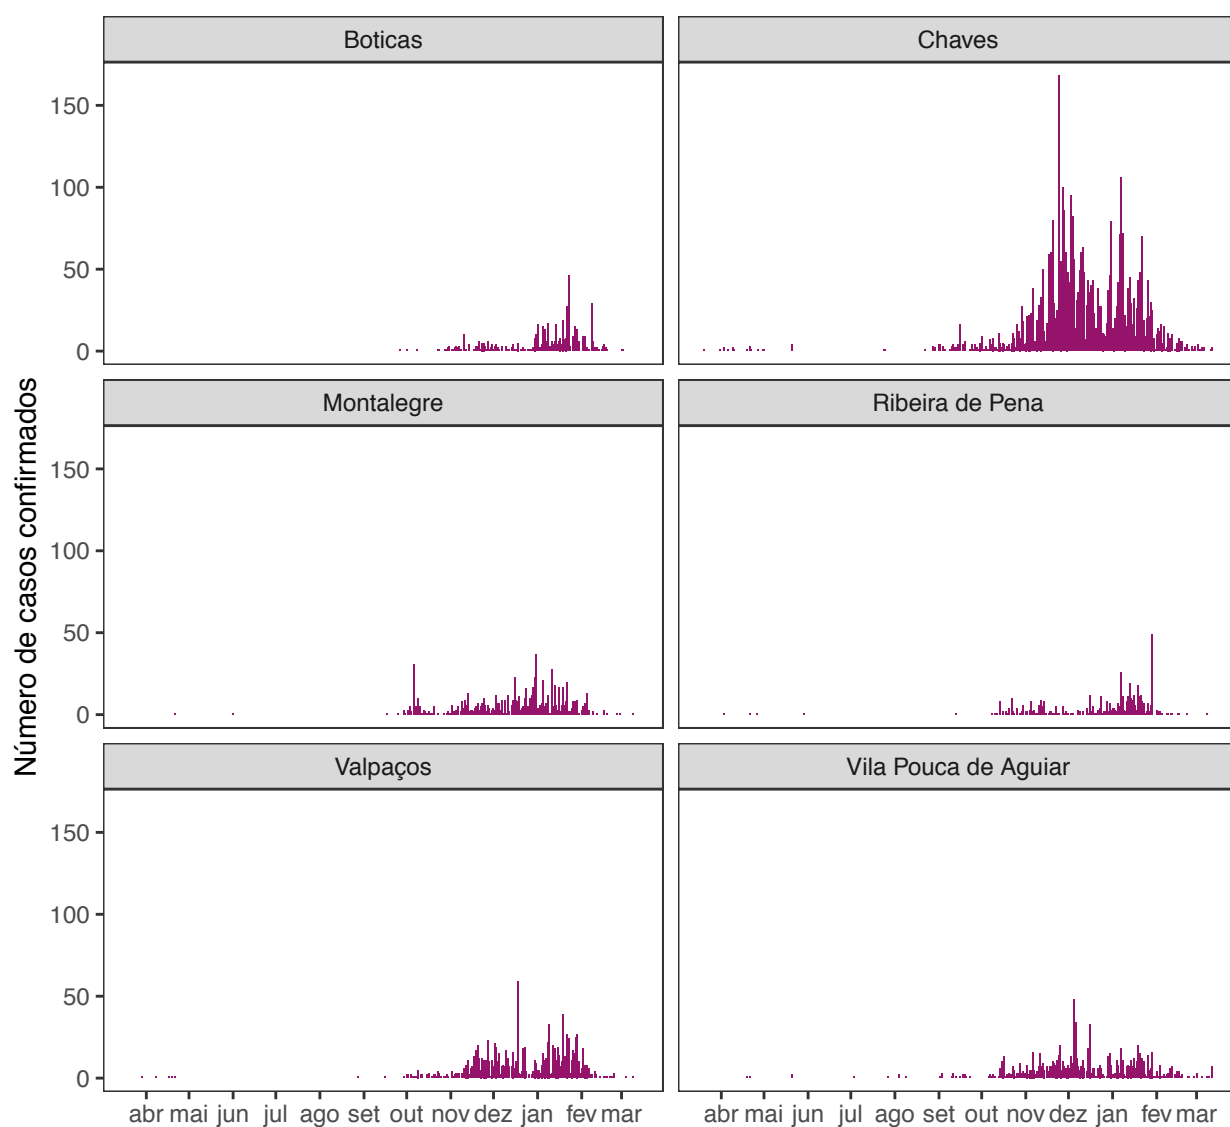 Boticas
Chaves
150
100
50
0
Montalegre
Ribeira de Pena
150
100
50
0
Número de casos confirmados
Valpaços
Vila Pouca de Aguiar
150
100
50
0
abr mai jun jul ago set out nov dez jan fev mar
abr mai jun jul ago set out nov dez jan fev mar